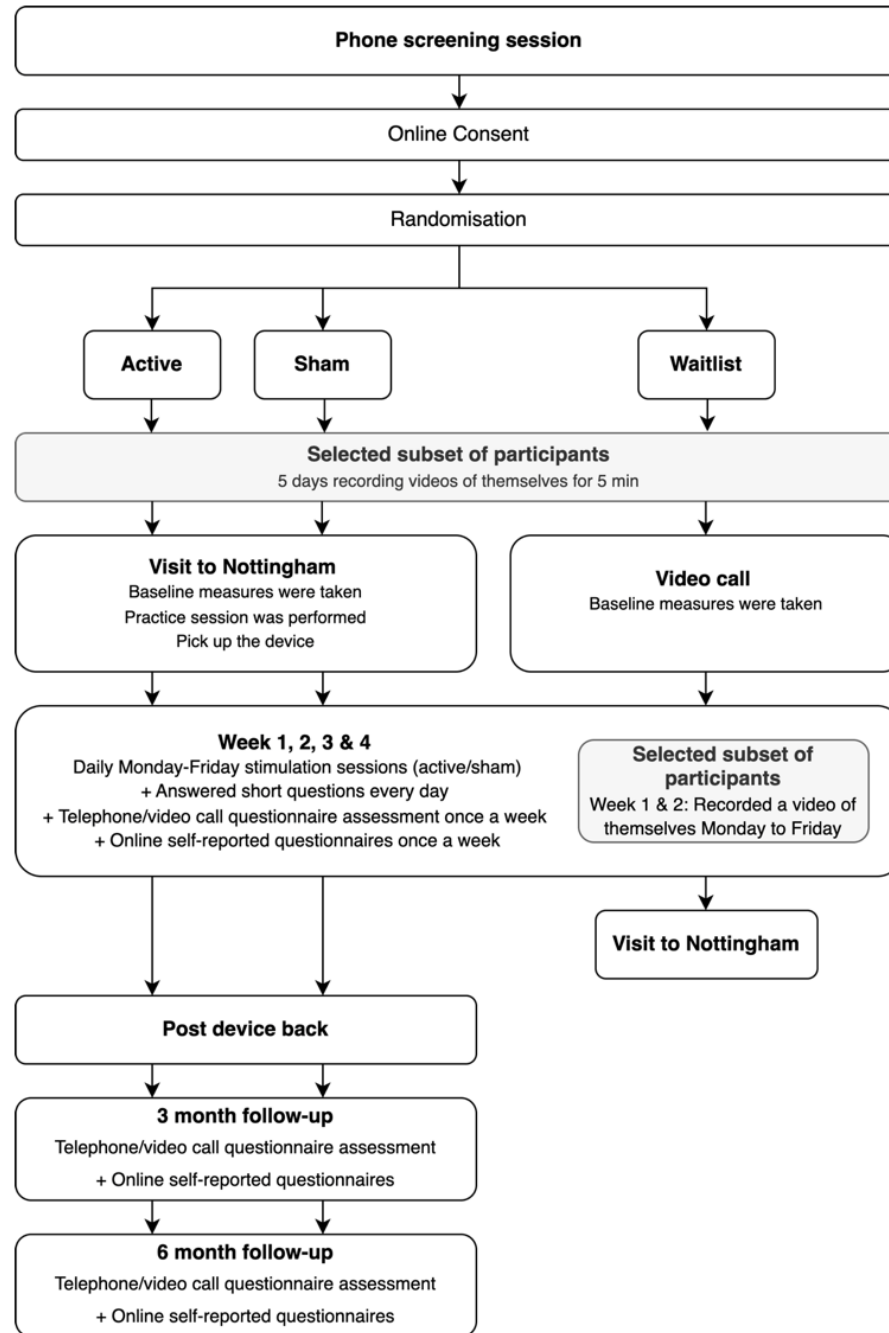 Phone screening session
Online Consent
Randomisation
Active
Sham
Waitlist
Selected subset of participants
5 days recording videos of themselves for 5 min
Visit to Nottingham
Baseline measures were taken
Practice session was performed
Pick up the device
Video call
Baseline measures were taken
Week 1, 2, 3 & 4
Daily Monday-Friday stimulation sessions (active/sham)
+ Answered short questions every day
+ Telephone/video call questionnaire assessment once a week
+ Online self-reported questionnaires once a week
Selected subset of
participants
Week 1 & 2: Recorded a video of
themselves Monday to Friday
Visit to Nottingham
Post device back
3 month follow-up
Telephone/video call questionnaire assessment
+ Online self-reported questionnaires
6 month follow-up
Telephone/video call questionnaire assessment
+ Online self-reported questionnaires